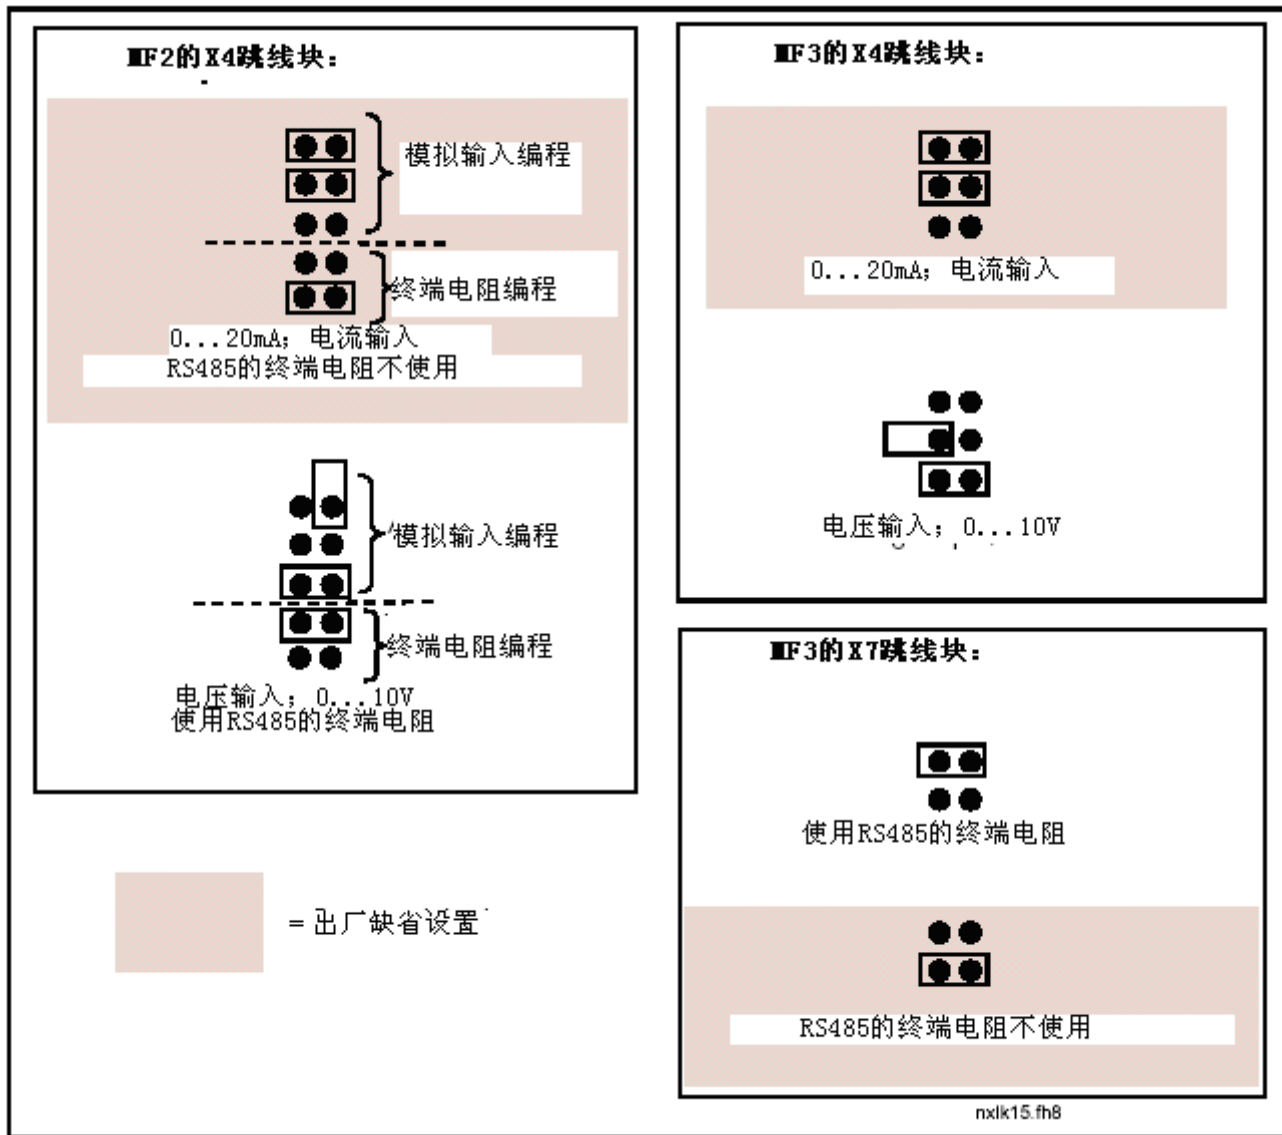 MF2的X4跳线块：
模拟输入编程
终端电阻编程
0...20mA；电流输入
RS485的终端电阻不使用
模拟输入编程
终端电阻编程
电压输入；0...10V
使用RS485的终端电阻
=出厂缺省设置
MF3的X4跳线块：
0...20mA；电流输入
电压输入；0...10V
MF3的X7跳线块：
使用RS485的终端电阻
RS485的终端电阻不使用
nxlk15.fh8